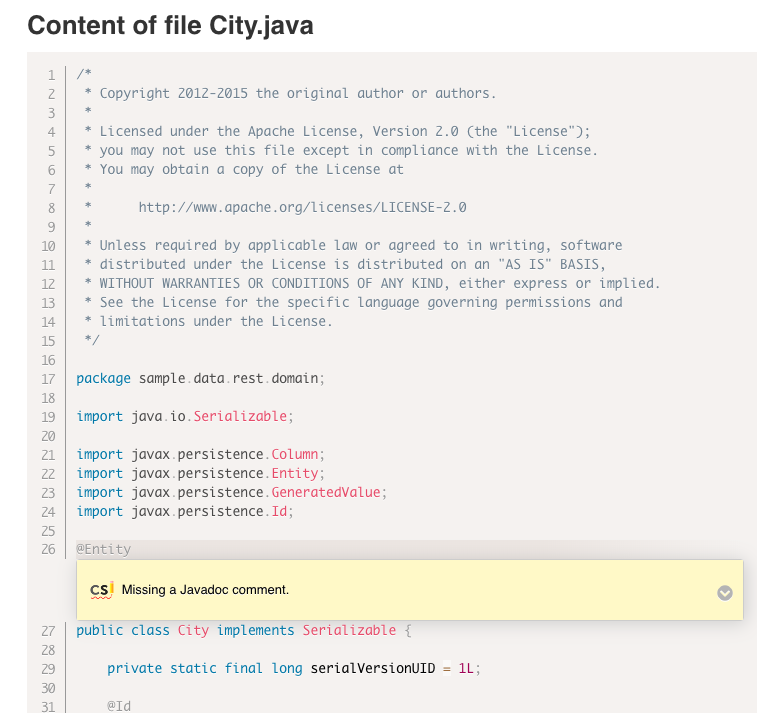 Content of file City.java
1 /*
2 * Copyright 2012-2015 the original author or authors.
3 *
4 * Licensed under the Apache License, Version 2.0 (the "License");
5 * you may not use this file except in compliance with the License.
6 * You may obtain a copy of the License at
7 *
8 *      http://www.apache.org/licenses/LICENSE-2.0
9 *
10 * Unless required by applicable law or agreed to in writing, software
11 * distributed under the License is distributed on an "AS IS" BASIS,
12 * WITHOUT WARRANTIES OR CONDITIONS OF ANY KIND, either express or implied.
13 * See the License for the specific language governing permissions and
14 * limitations under the License.
15 */
16
17 package sample.data.rest.domain;
18
19 import java.io.Serializable;
20
21 import javax.persistence.Column;
22 import javax.persistence.Entity;
23 import javax.persistence.GeneratedValue;
24 import javax.persistence.Id;
25
26 @Entity
CS Missing a Javadoc comment.
27 public class City implements Serializable {
28
29     private static final long serialVersionUID = 1L;
30
31     @Id